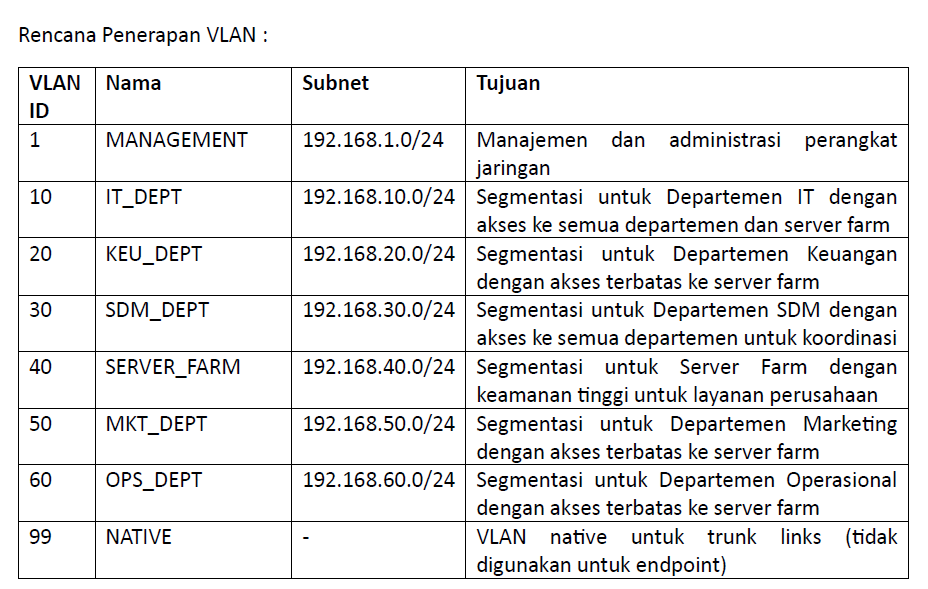 Rencana Penerapan VLAN :
VLAN ID Nama Subnet Tujuan
1 MANAGEMENT 192.168.1.0/24 Manajemen dan administrasi perangkat
jaringan
10 IT_DEPT 192.168.10.0/24 Segmentasi untuk Departemen IT dengan
akses ke semua departemen dan server farm
20 KEU_DEPT 192.168.20.0/24 Segmentasi untuk Departemen Keuangan
dengan akses terbatas ke server farm
30 SDM_DEPT 192.168.30.0/24 Segmentasi untuk Departemen SDM dengan
akses ke semua departemen untuk koordinasi
40 SERVER_FARM 192.168.40.0/24 Segmentasi untuk Server Farm dengan
keamanan tinggi untuk layanan perusahaan
50 MKT_DEPT 192.168.50.0/24 Segmentasi untuk Departemen Marketing
dengan akses terbatas ke server farm
60 OPS_DEPT 192.168.60.0/24 Segmentasi untuk Departemen Operasional
dengan akses terbatas ke server farm
99 NATIVE - VLAN native untuk trunk links (tidak
digunakan untuk endpoint)